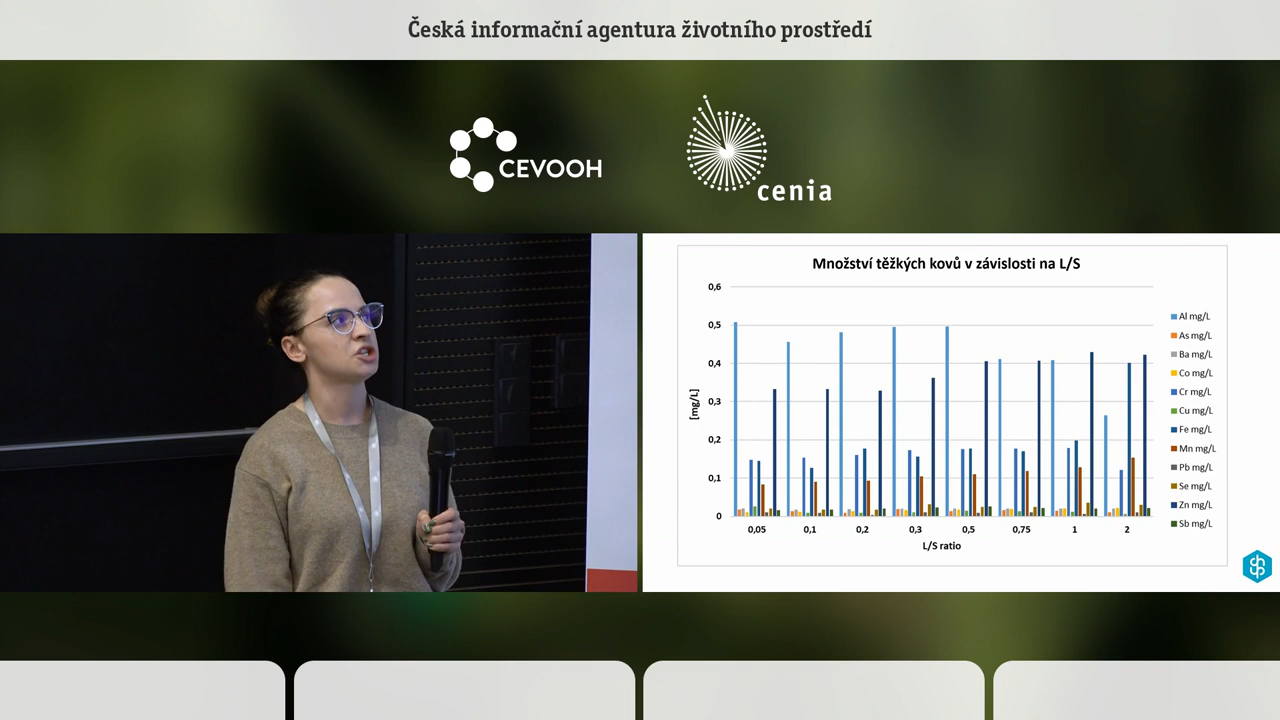 Česká informační agentura životního prostředí
CEVOOH
cenia
Množství těžkých kovů v závislosti na L/S
0,6
0,5
0,4
0,3
0,2
0,1
0
[mg/L]
0,05 0,1 0,2 0,3 0,5 0,75 1 2
L/S ratio
Al mg/L
As mg/L
Ba mg/L
Co mg/L
Cr mg/L
Cu mg/L
Fe mg/L
Mn mg/L
Pb mg/L
Se mg/L
Zn mg/L
Sb mg/L